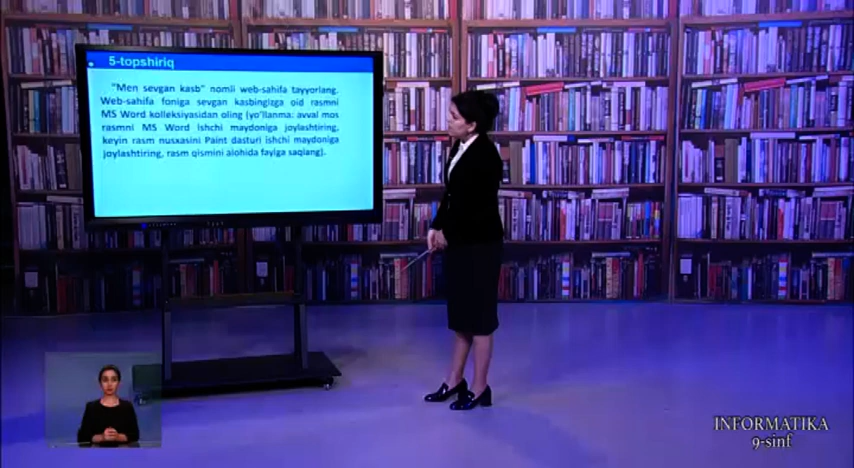 5-topshiriq
"Men sevgan kasb" nomli web-sahifa tayyorlang.
Web-sahifa foniga sevgan kasbingizga oid rasmni
MS Word kolleksiyasidan oling (yo'llanma: avval mos
rasmni MS Word ishchi maydoniga joylashtiring,
keyin rasm nusxasini Paint dasturi ishchi maydoniga
joylashtiring, rasm qismini alohida faylga saqlang).
INFORMATIKA
9-sinf